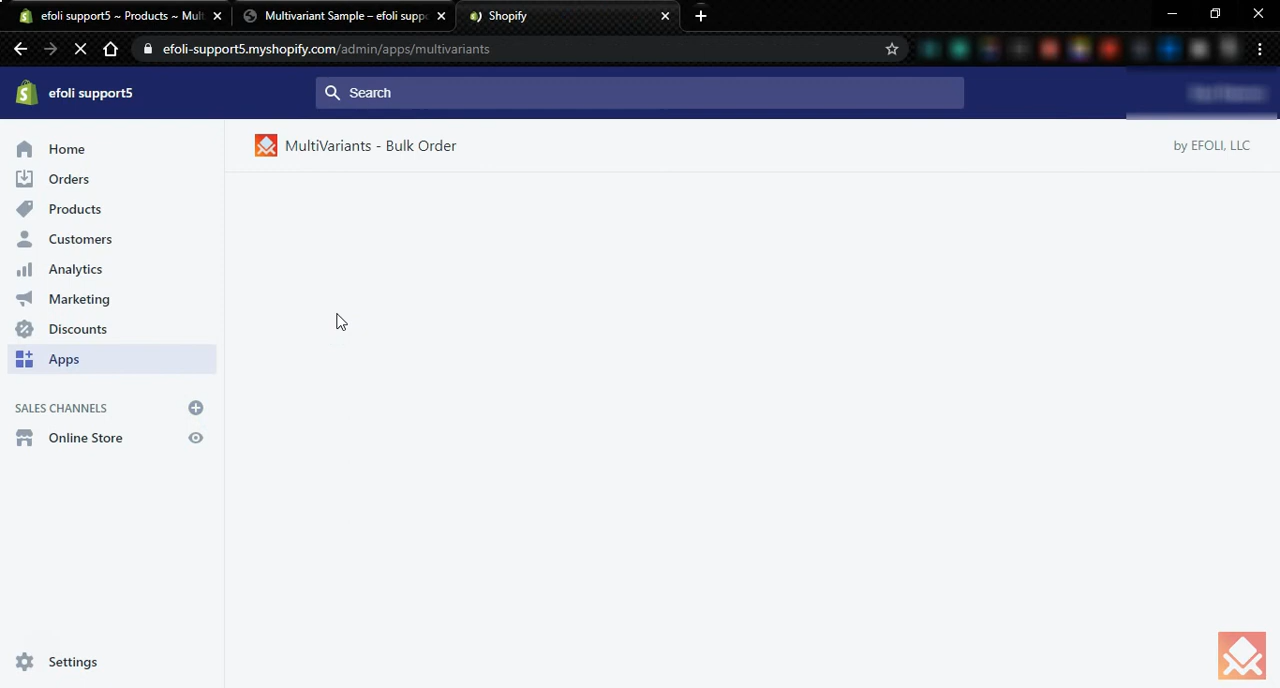 efoli support5 ~ Products ~ Mul
Multivariant Sample – efoli supp
Shopify
efoli-support5.myshopify.com/admin/apps/multivariants
efoli support5
Search
Home
Orders
Products
Customers
Analytics
Marketing
Discounts
Apps
SALES CHANNELS
Online Store
Settings
MultiVariants - Bulk Order
by EFOLI, LLC